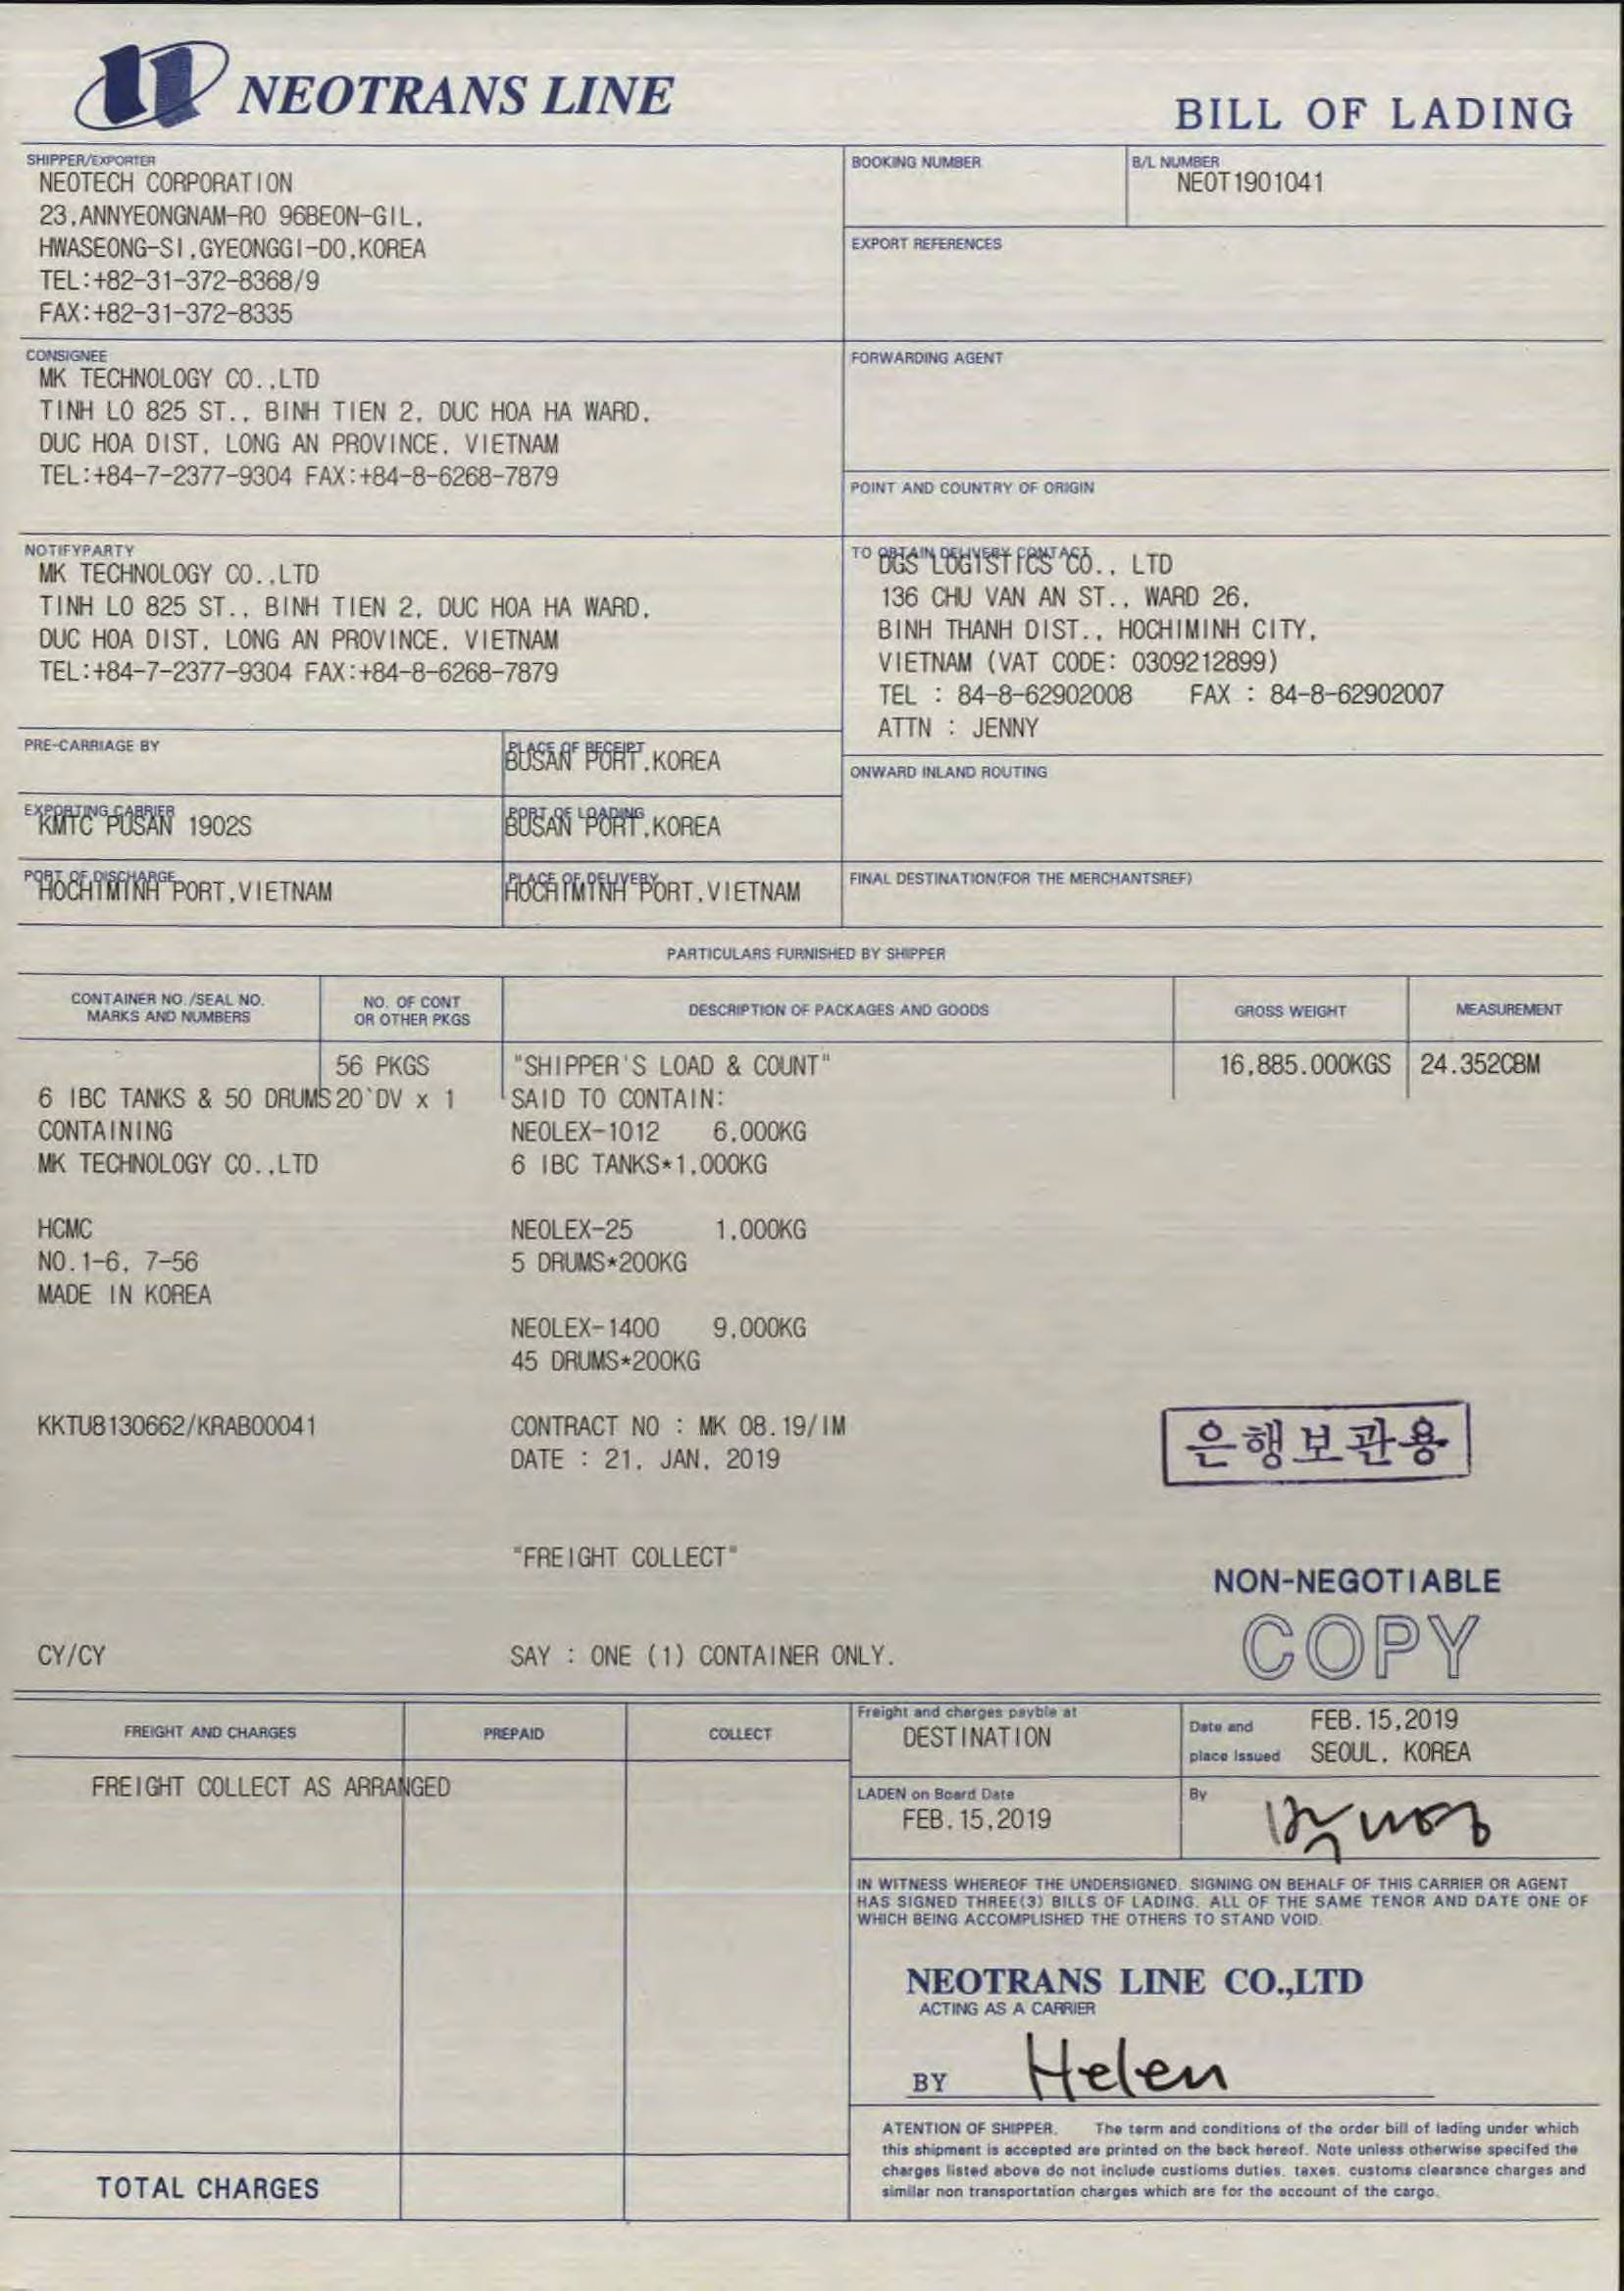 NEOTRANS LINE
BILL OF LADING
SHIPPER/EXPORTER
NEOTECH CORPORATION
23,ANNYEONGNAM-RO 96BEON-GIL,
HWASEONG-SI,GYEONGGI-DO,KOREA
TEL:+82-31-372-8368/9
FAX:+82-31-372-8335
BOOKING NUMBER
B/L NUMBER
NEOT1901041
EXPORT REFERENCES
CONSIGNEE
MK TECHNOLOGY CO.,LTD
TINH LO 825 ST., BINH TIEN 2, DUC HOA HA WARD,
DUC HOA DIST, LONG AN PROVINCE, VIETNAM
TEL:+84-7-2377-9304 FAX:+84-8-6268-7879
FORWARDING AGENT
POINT AND COUNTRY OF ORIGIN
NOTIFYPARTY
MK TECHNOLOGY CO.,LTD
TINH LO 825 ST., BINH TIEN 2, DUC HOA HA WARD,
DUC HOA DIST, LONG AN PROVINCE, VIETNAM
TEL:+84-7-2377-9304 FAX:+84-8-6268-7879
TO OBTAIN DELIVERY CONTACT
DGS LOGISTICS CO., LTD
136 CHU VAN AN ST., WARD 26,
BINH THANH DIST., HOCHIMINH CITY,
VIETNAM (VAT CODE: 0309212899)
TEL : 84-8-62902008 FAX : 84-8-62902007
ATTN : JENNY
PRE-CARRIAGE BY
PLACE OF RECEIPT
BUSAN PORT,KOREA
ONWARD INLAND ROUTING
EXPORTING CARRIER
KMTC PUSAN 1902S
PORT OF LOADING
BUSAN PORT,KOREA
PORT OF DISCHARGE
HOCHIMINH PORT,VIETNAM
PLACE OF DELIVERY
HOCHIMINH PORT,VIETNAM
FINAL DESTINATION(FOR THE MERCHANTSREF)
PARTICULARS FURNISHED BY SHIPPER
CONTAINER NO./SEAL NO.
MARKS AND NUMBERS
NO. OF CONT
OR OTHER PKGS
DESCRIPTION OF PACKAGES AND GOODS
GROSS WEIGHT
MEASUREMENT
56 PKGS "SHIPPER'S LOAD & COUNT" 16,885.000KGS 24.352CBM
6 IBC TANKS & 50 DRUMS 20`DV x 1 SAID TO CONTAIN:
CONTAINING NEOLEX-1012 6,000KG
MK TECHNOLOGY CO.,LTD 6 IBC TANKS*1,000KG
HCMC NEOLEX-25 1,000KG
NO.1-6, 7-56 5 DRUMS*200KG
MADE IN KOREA
NEOLEX-1400 9,000KG
45 DRUMS*200KG
KKTU8130662/KRAB00041 CONTRACT NO : MK 08.19/IM
DATE : 21, JAN, 2019
은행보관용
"FREIGHT COLLECT"
NON-NEGOTIABLE
COPY
CY/CY SAY : ONE (1) CONTAINER ONLY.
FREIGHT AND CHARGES PREPAID COLLECT
FREIGHT COLLECT AS ARRANGED
Freight and charges payble at
DESTINATION
Date and
place Issued
FEB.15,2019
SEOUL, KOREA
LADEN on Board Date
FEB.15,2019
By
IN WITNESS WHEREOF THE UNDERSIGNED. SIGNING ON BEHALF OF THIS CARRIER OR AGENT
HAS SIGNED THREE(3) BILLS OF LADING. ALL OF THE SAME TENOR AND DATE ONE OF
WHICH BEING ACCOMPLISHED THE OTHERS TO STAND VOID.
NEOTRANS LINE CO.,LTD
ACTING AS A CARRIER
BY Helen
ATENTION OF SHIPPER. The term and conditions of the order bill of lading under which
this shipment is accepted are printed on the back hereof. Note unless otherwise specifed the
charges listed above do not include custioms duties. taxes. customs clearance charges and
similar non transportation charges which are for the account of the cargo.
TOTAL CHARGES